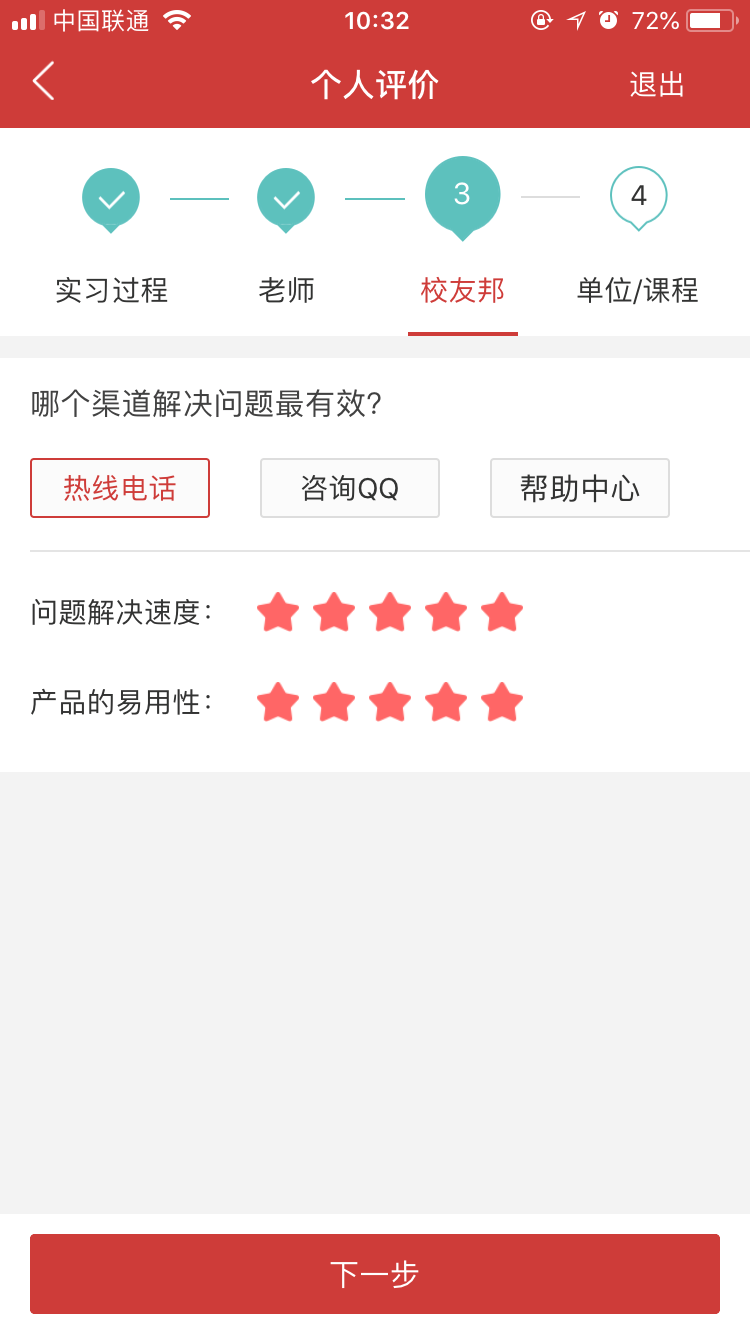 中国联通 10:32 72%
个人评价 退出
3 4
实习过程 老师 校友邦 单位/课程
哪个渠道解决问题最有效?
热线电话 咨询QQ 帮助中心
问题解决速度:
产品的易用性:
下一步